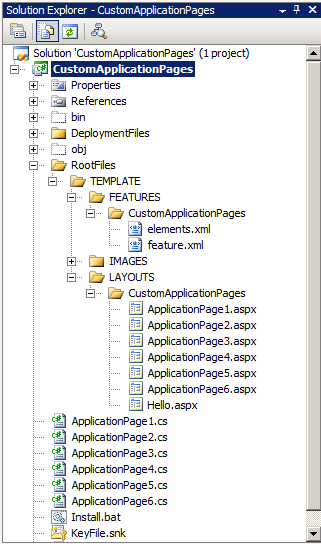 Solution Explorer - CustomApplicationPages
Solution 'CustomApplicationPages' (1 project)
CustomApplicationPages
Properties
References
bin
DeploymentFiles
obj
RootFiles
TEMPLATE
FEATURES
CustomApplicationPages
elements.xml
feature.xml
IMAGES
LAYOUTS
CustomApplicationPages
ApplicationPage1.aspx
ApplicationPage2.aspx
ApplicationPage3.aspx
ApplicationPage4.aspx
ApplicationPage5.aspx
ApplicationPage6.aspx
Hello.aspx
ApplicationPage1.cs
ApplicationPage2.cs
ApplicationPage3.cs
ApplicationPage4.cs
ApplicationPage5.cs
ApplicationPage6.cs
Install.bat
KeyFile.snk